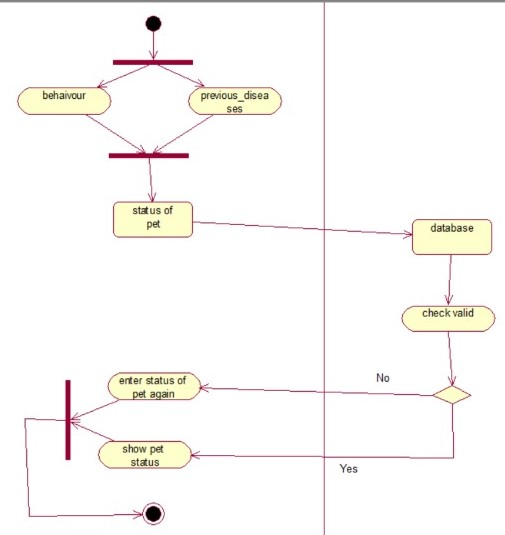 behaivour
previous_disea
ses
status of
pet
database
check valid
No
enter status of
pet again
show pet
status
Yes